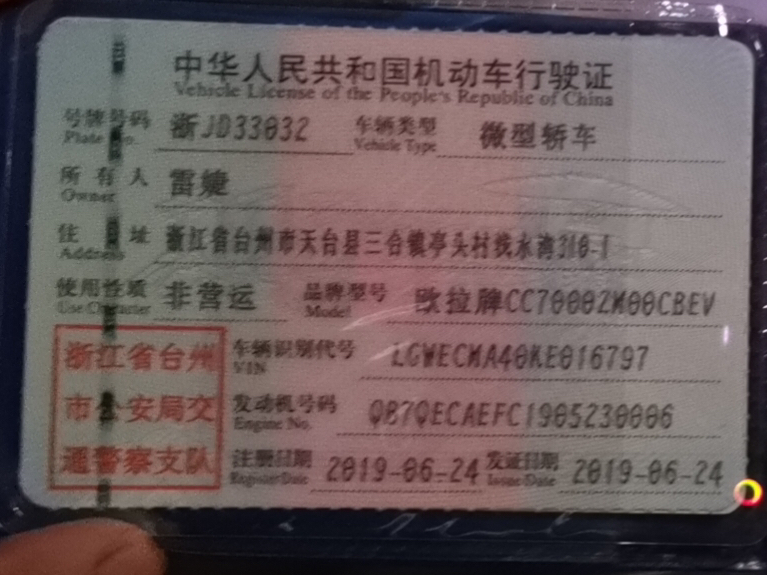 中华人民共和国机动车行驶证
Vehicle License of the People's Republic of China
号牌号码 浙JD33032 车辆类型 微型轿车
Plate No. Vehicle Type
所有人 雷婕
Owner
住址 浙江省台州市天台县三合镇亭头村线水湾310-1
Address
使用性质 非营运 品牌型号 欧拉牌CC7000ZM00CBEV
Use Character Model
浙江省台州 车辆识别代号 LGWECMA40KE016797
VIN
市公安局交 发动机号码 QB7QECAEFC1905230006
Engine No.
通警察支队 注册日期 2019-06-24 发证日期 2019-06-24
Register Date Issue Date